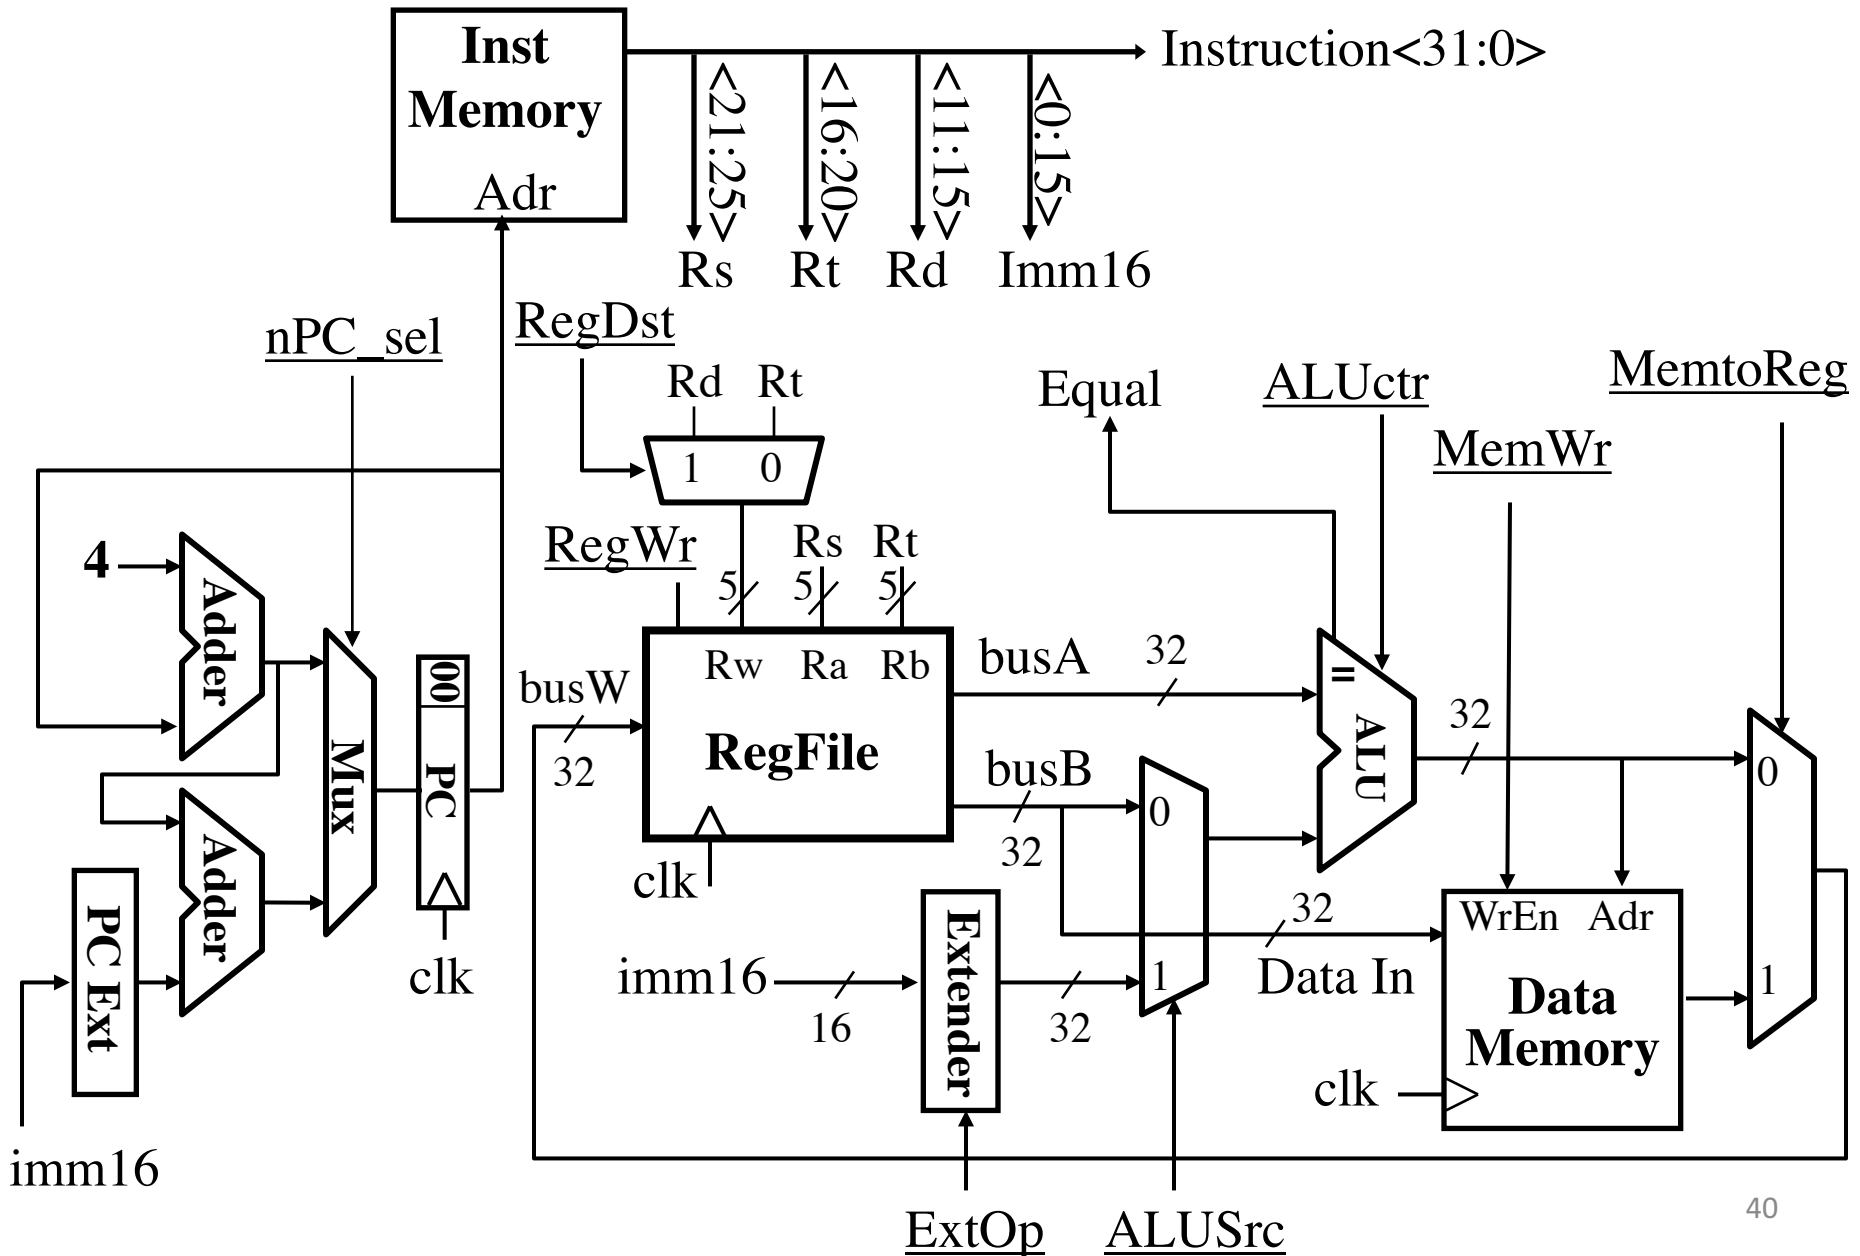 Inst
Memory
Adr
Instruction<31:0>
<21:25>
<16:20>
<11:15>
<0:15>
Rs
Rt
Rd
Imm16
nPC_sel
RegDst
Rd
Rt
1
0
Equal
ALUctr
MemtoReg
MemWr
4
Adder
RegWr
5
Rs
5
Rt
5
Rw
Ra
Rb
busW
32
RegFile
clk
busA
32
busB
32
=
ALU
32
0
1
Mux
00
PC
clk
Adder
PC Ext
imm16
imm16
16
Extender
32
0
1
32
Data In
WrEn
Adr
Data
Memory
clk
ExtOp
ALUSrc
40